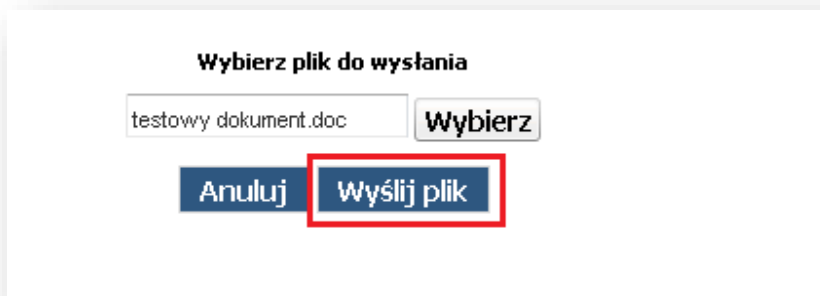 Wybierz plik do wysłania
testowy dokument.doc Wybierz
Anuluj Wyślij plik